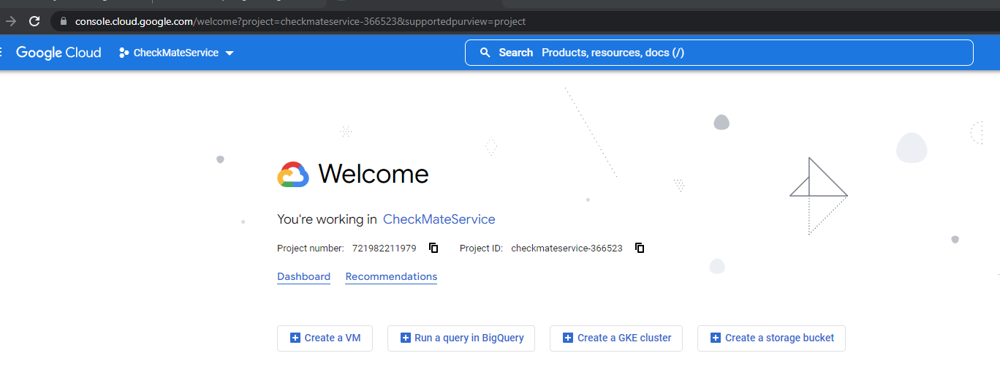 console.cloud.google.com/welcome?project=checkmateservice-366523&supportedpurview=project
Google Cloud CheckMateService Search Products, resources, docs (/)
Welcome
You're working in CheckMateService
Project number: 721982211979 Project ID: checkmateservice-366523
Dashboard Recommendations
Create a VM Run a query in BigQuery Create a GKE cluster Create a storage bucket